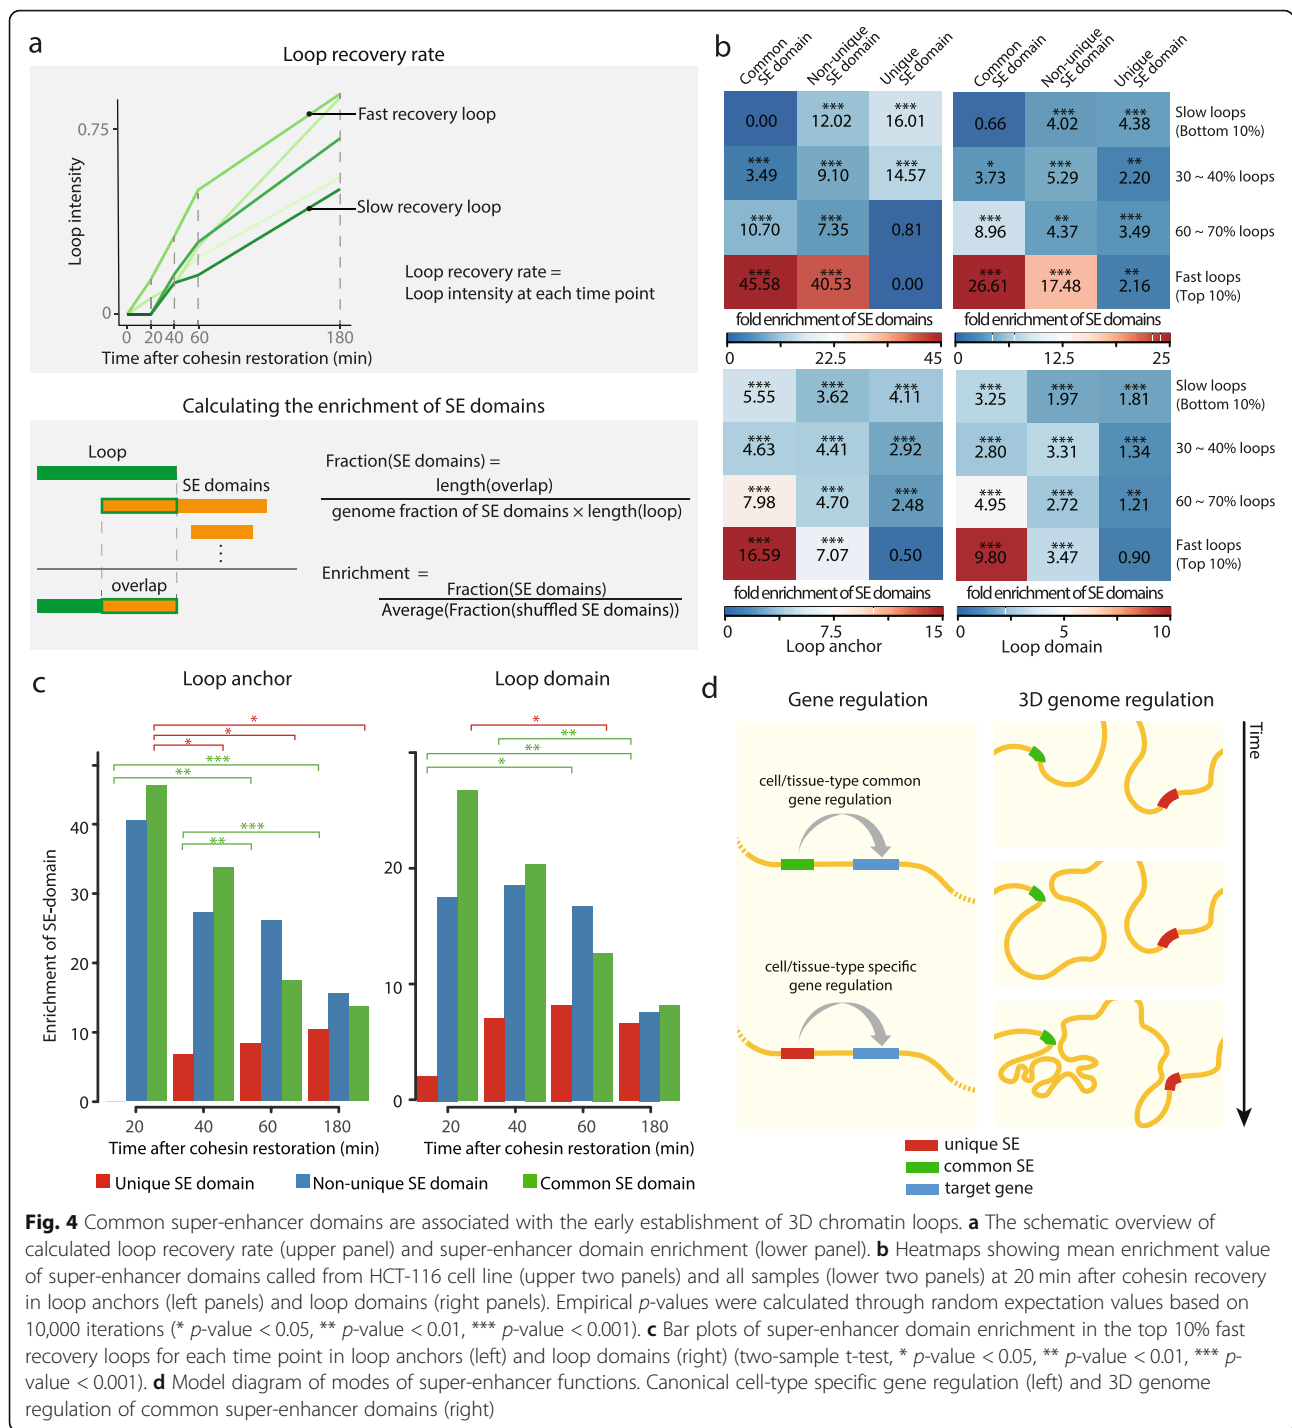 a
Loop recovery rate
0.75
0
Loop intensity
Fast recovery loop
Slow recovery loop
Loop recovery rate =
Loop intensity at each time point
0 20 40 60 180
Time after cohesin restoration (min)
Calculating the enrichment of SE domains
Loop
SE domains
⋮
overlap
Fraction(SE domains) =
length(overlap)
genome fraction of SE domains × length(loop)
Enrichment =
Fraction(SE domains)
Average(Fraction(shuffled SE domains))
b
Common
SE domain
Non-unique
SE domain
Unique
SE domain
Common
SE domain
Non-unique
SE domain
Unique
SE domain
*** *** *** ***
0.00 12.02 16.01 0.66 4.02 4.38
Slow loops
(Bottom 10%)
*** *** *** * *** **
3.49 9.10 14.57 3.73 5.29 2.20
30 ~ 40% loops
*** *** *** ** ***
10.70 7.35 0.81 8.96 4.37 3.49
60 ~ 70% loops
*** *** *** *** **
45.58 40.53 0.00 26.61 17.48 2.16
Fast loops
(Top 10%)
fold enrichment of SE domains fold enrichment of SE domains
0 22.5 45 0 12.5 25
*** *** *** *** *** ***
5.55 3.62 4.11 3.25 1.97 1.81
Slow loops
(Bottom 10%)
*** *** *** *** *** ***
4.63 4.41 2.92 2.80 3.31 1.34
30 ~ 40% loops
*** *** *** *** *** **
7.98 4.70 2.48 4.95 2.72 1.21
60 ~ 70% loops
*** *** *** ***
16.59 7.07 0.50 9.80 3.47 0.90
Fast loops
(Top 10%)
fold enrichment of SE domains fold enrichment of SE domains
0 7.5 15 0 5 10
Loop anchor Loop domain
c
Loop anchor
*
*
*
***
**
***
**
Enrichment of SE-domain
40
30
20
10
0
20 40 60 180
Time after cohesin restoration (min)
Loop domain
*
**
**
*
20
10
0
20 40 60 180
Time after cohesin restoration (min)
Unique SE domain Non-unique SE domain Common SE domain
d
Gene regulation
3D genome regulation
cell/tissue-type common
gene regulation
cell/tissue-type specific
gene regulation
Time
unique SE
common SE
target gene
Fig. 4 Common super-enhancer domains are associated with the early establishment of 3D chromatin loops. a The schematic overview of
calculated loop recovery rate (upper panel) and super-enhancer domain enrichment (lower panel). b Heatmaps showing mean enrichment value
of super-enhancer domains called from HCT-116 cell line (upper two panels) and all samples (lower two panels) at 20 min after cohesin recovery
in loop anchors (left panels) and loop domains (right panels). Empirical p-values were calculated through random expectation values based on
10,000 iterations (* p-value < 0.05, ** p-value < 0.01, *** p-value < 0.001). c Bar plots of super-enhancer domain enrichment in the top 10% fast
recovery loops for each time point in loop anchors (left) and loop domains (right) (two-sample t-test, * p-value < 0.05, ** p-value < 0.01, *** p-
value < 0.001). d Model diagram of modes of super-enhancer functions. Canonical cell-type specific gene regulation (left) and 3D genome
regulation of common super-enhancer domains (right)